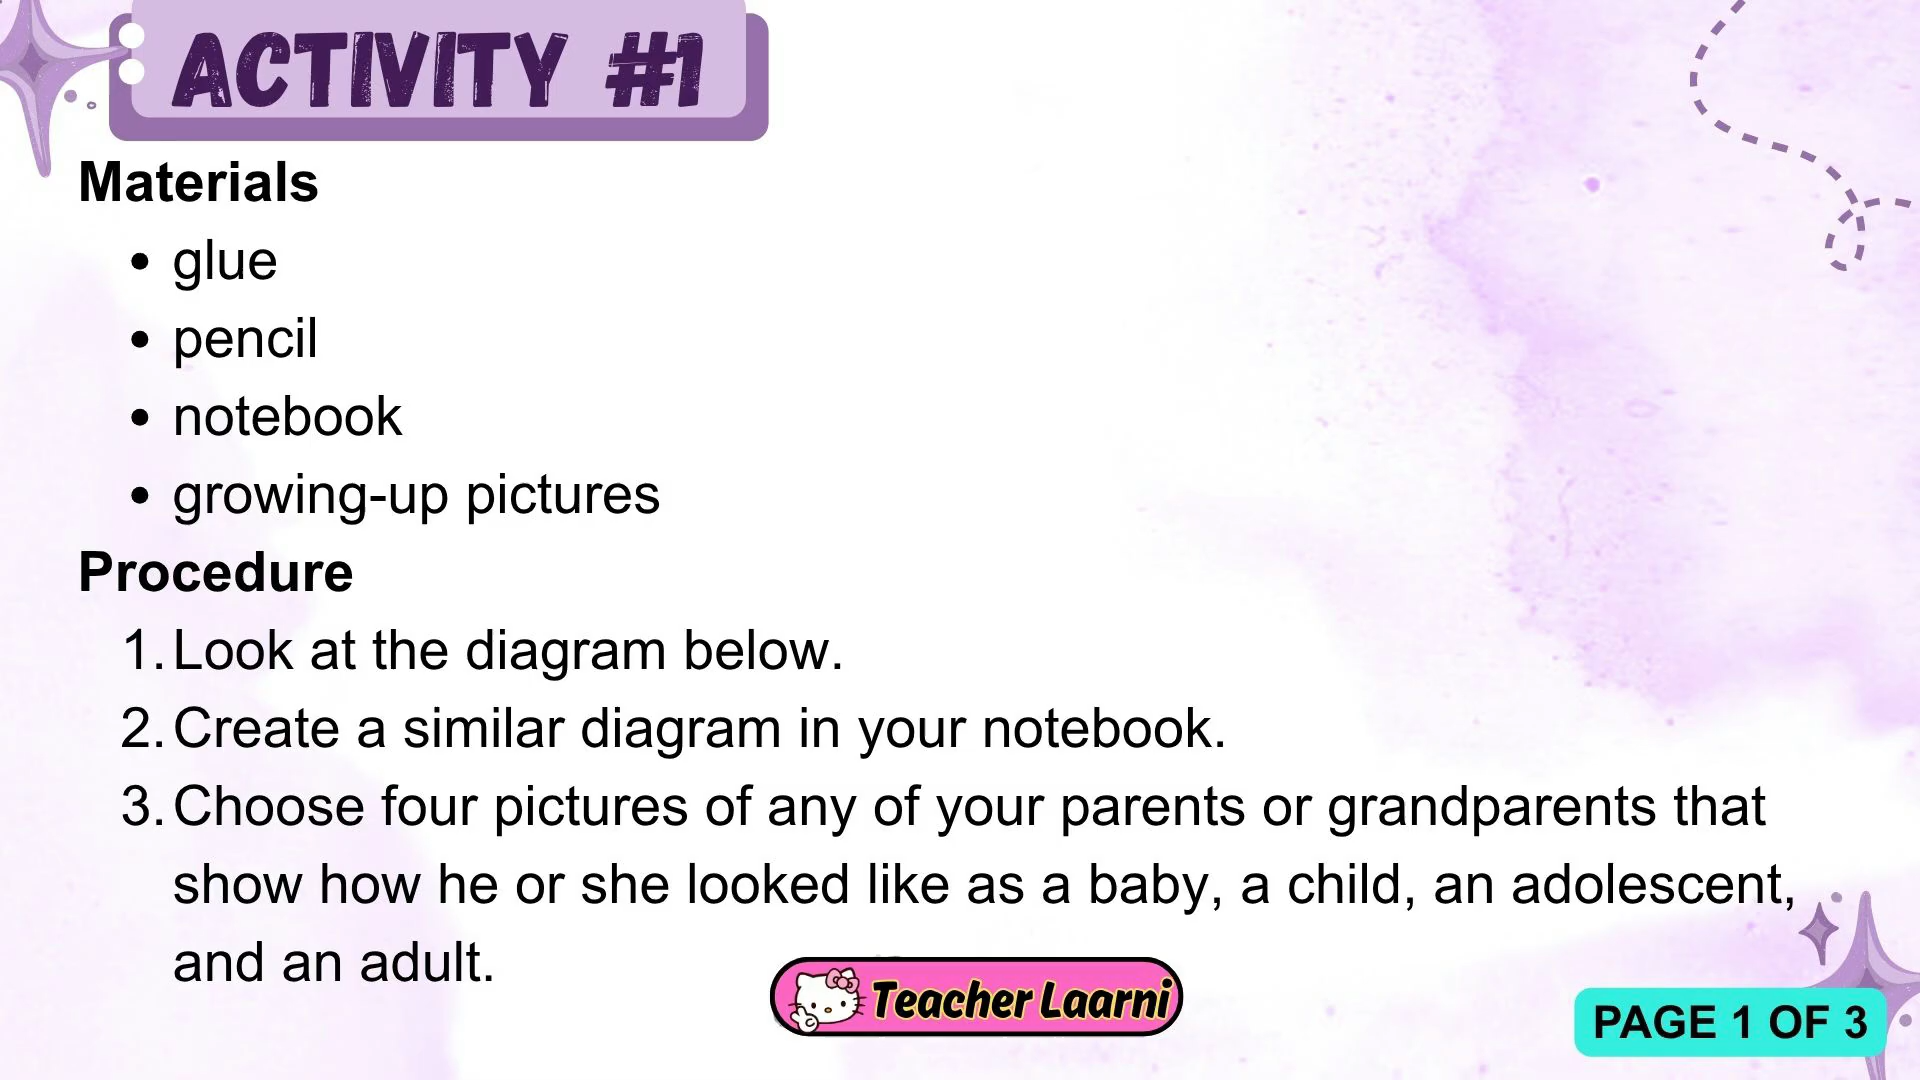 ACTIVITY #1
Materials
• glue
• pencil
• notebook
• growing-up pictures
Procedure
1. Look at the diagram below.
2. Create a similar diagram in your notebook.
3. Choose four pictures of any of your parents or grandparents that
show how he or she looked like as a baby, a child, an adolescent,
and an adult.
Teacher Laarni
PAGE 1 OF 3